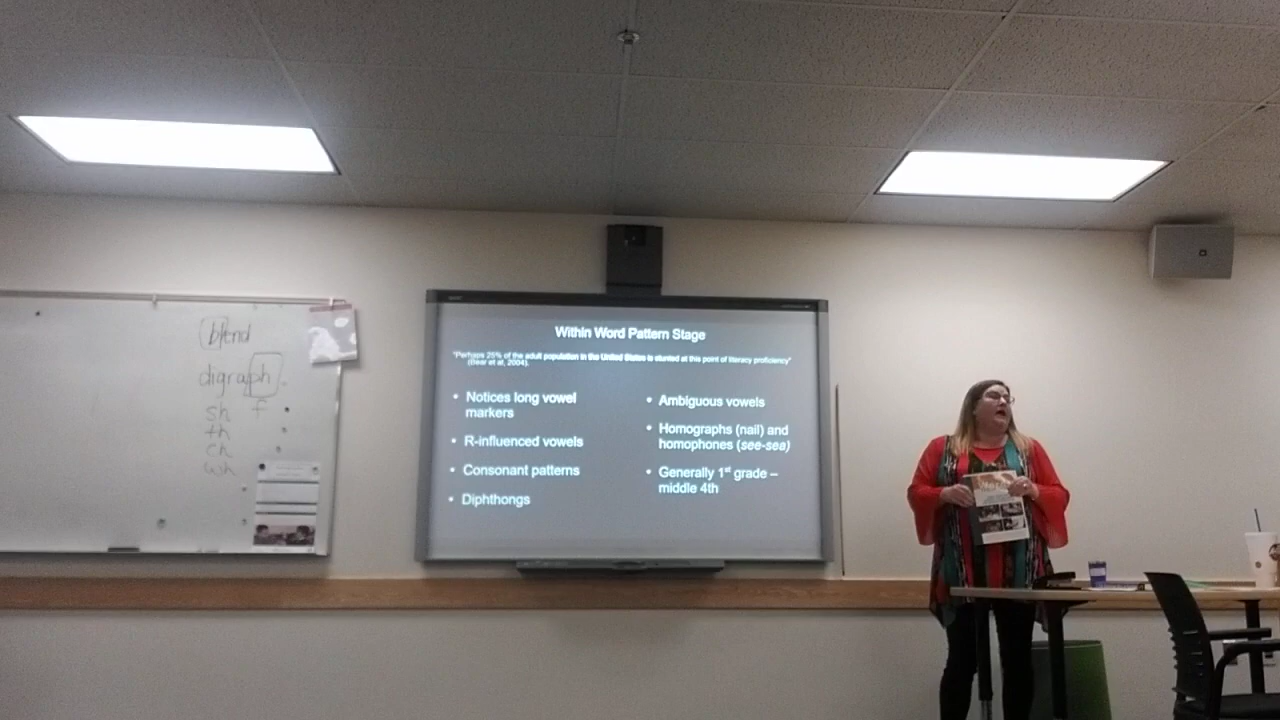 blend
digraph
sh f
th
ch
wh
Within Word Pattern Stage
"Perhaps 25% of the adult population in the United States is stunted at this point of literacy proficiency"
(Bear et al, 2004).
• Notices long vowel
markers
• R-influenced vowels
• Consonant patterns
• Diphthongs
• Ambiguous vowels
• Homographs (nail) and
homophones (see-sea)
• Generally 1st grade –
middle 4th